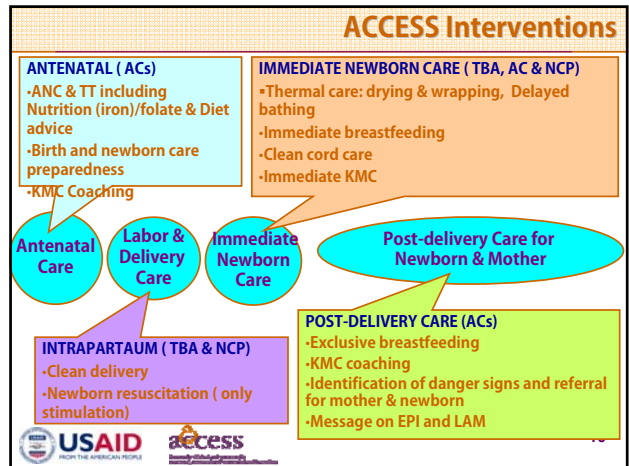 ACCESS Interventions
ANTENATAL ( ACs)
•ANC & TT including
Nutrition (iron)/folate & Diet
advice
•Birth and newborn care
preparedness
•KMC Coaching
IMMEDIATE NEWBORN CARE ( TBA, AC & NCP)
▪Thermal care: drying & wrapping, Delayed
bathing
•Immediate breastfeeding
•Clean cord care
•Immediate KMC
Antenatal
Care
Labor &
Delivery
Care
Immediate
Newborn
Care
Post-delivery Care for
Newborn & Mother
INTRAPARTAUM ( TBA & NCP)
•Clean delivery
•Newborn resuscitation ( only
stimulation)
POST-DELIVERY CARE (ACs)
•Exclusive breastfeeding
•KMC coaching
•Identification of danger signs and referral
for mother & newborn
•Message on EPI and LAM
USAID
FROM THE AMERICAN PEOPLE
access